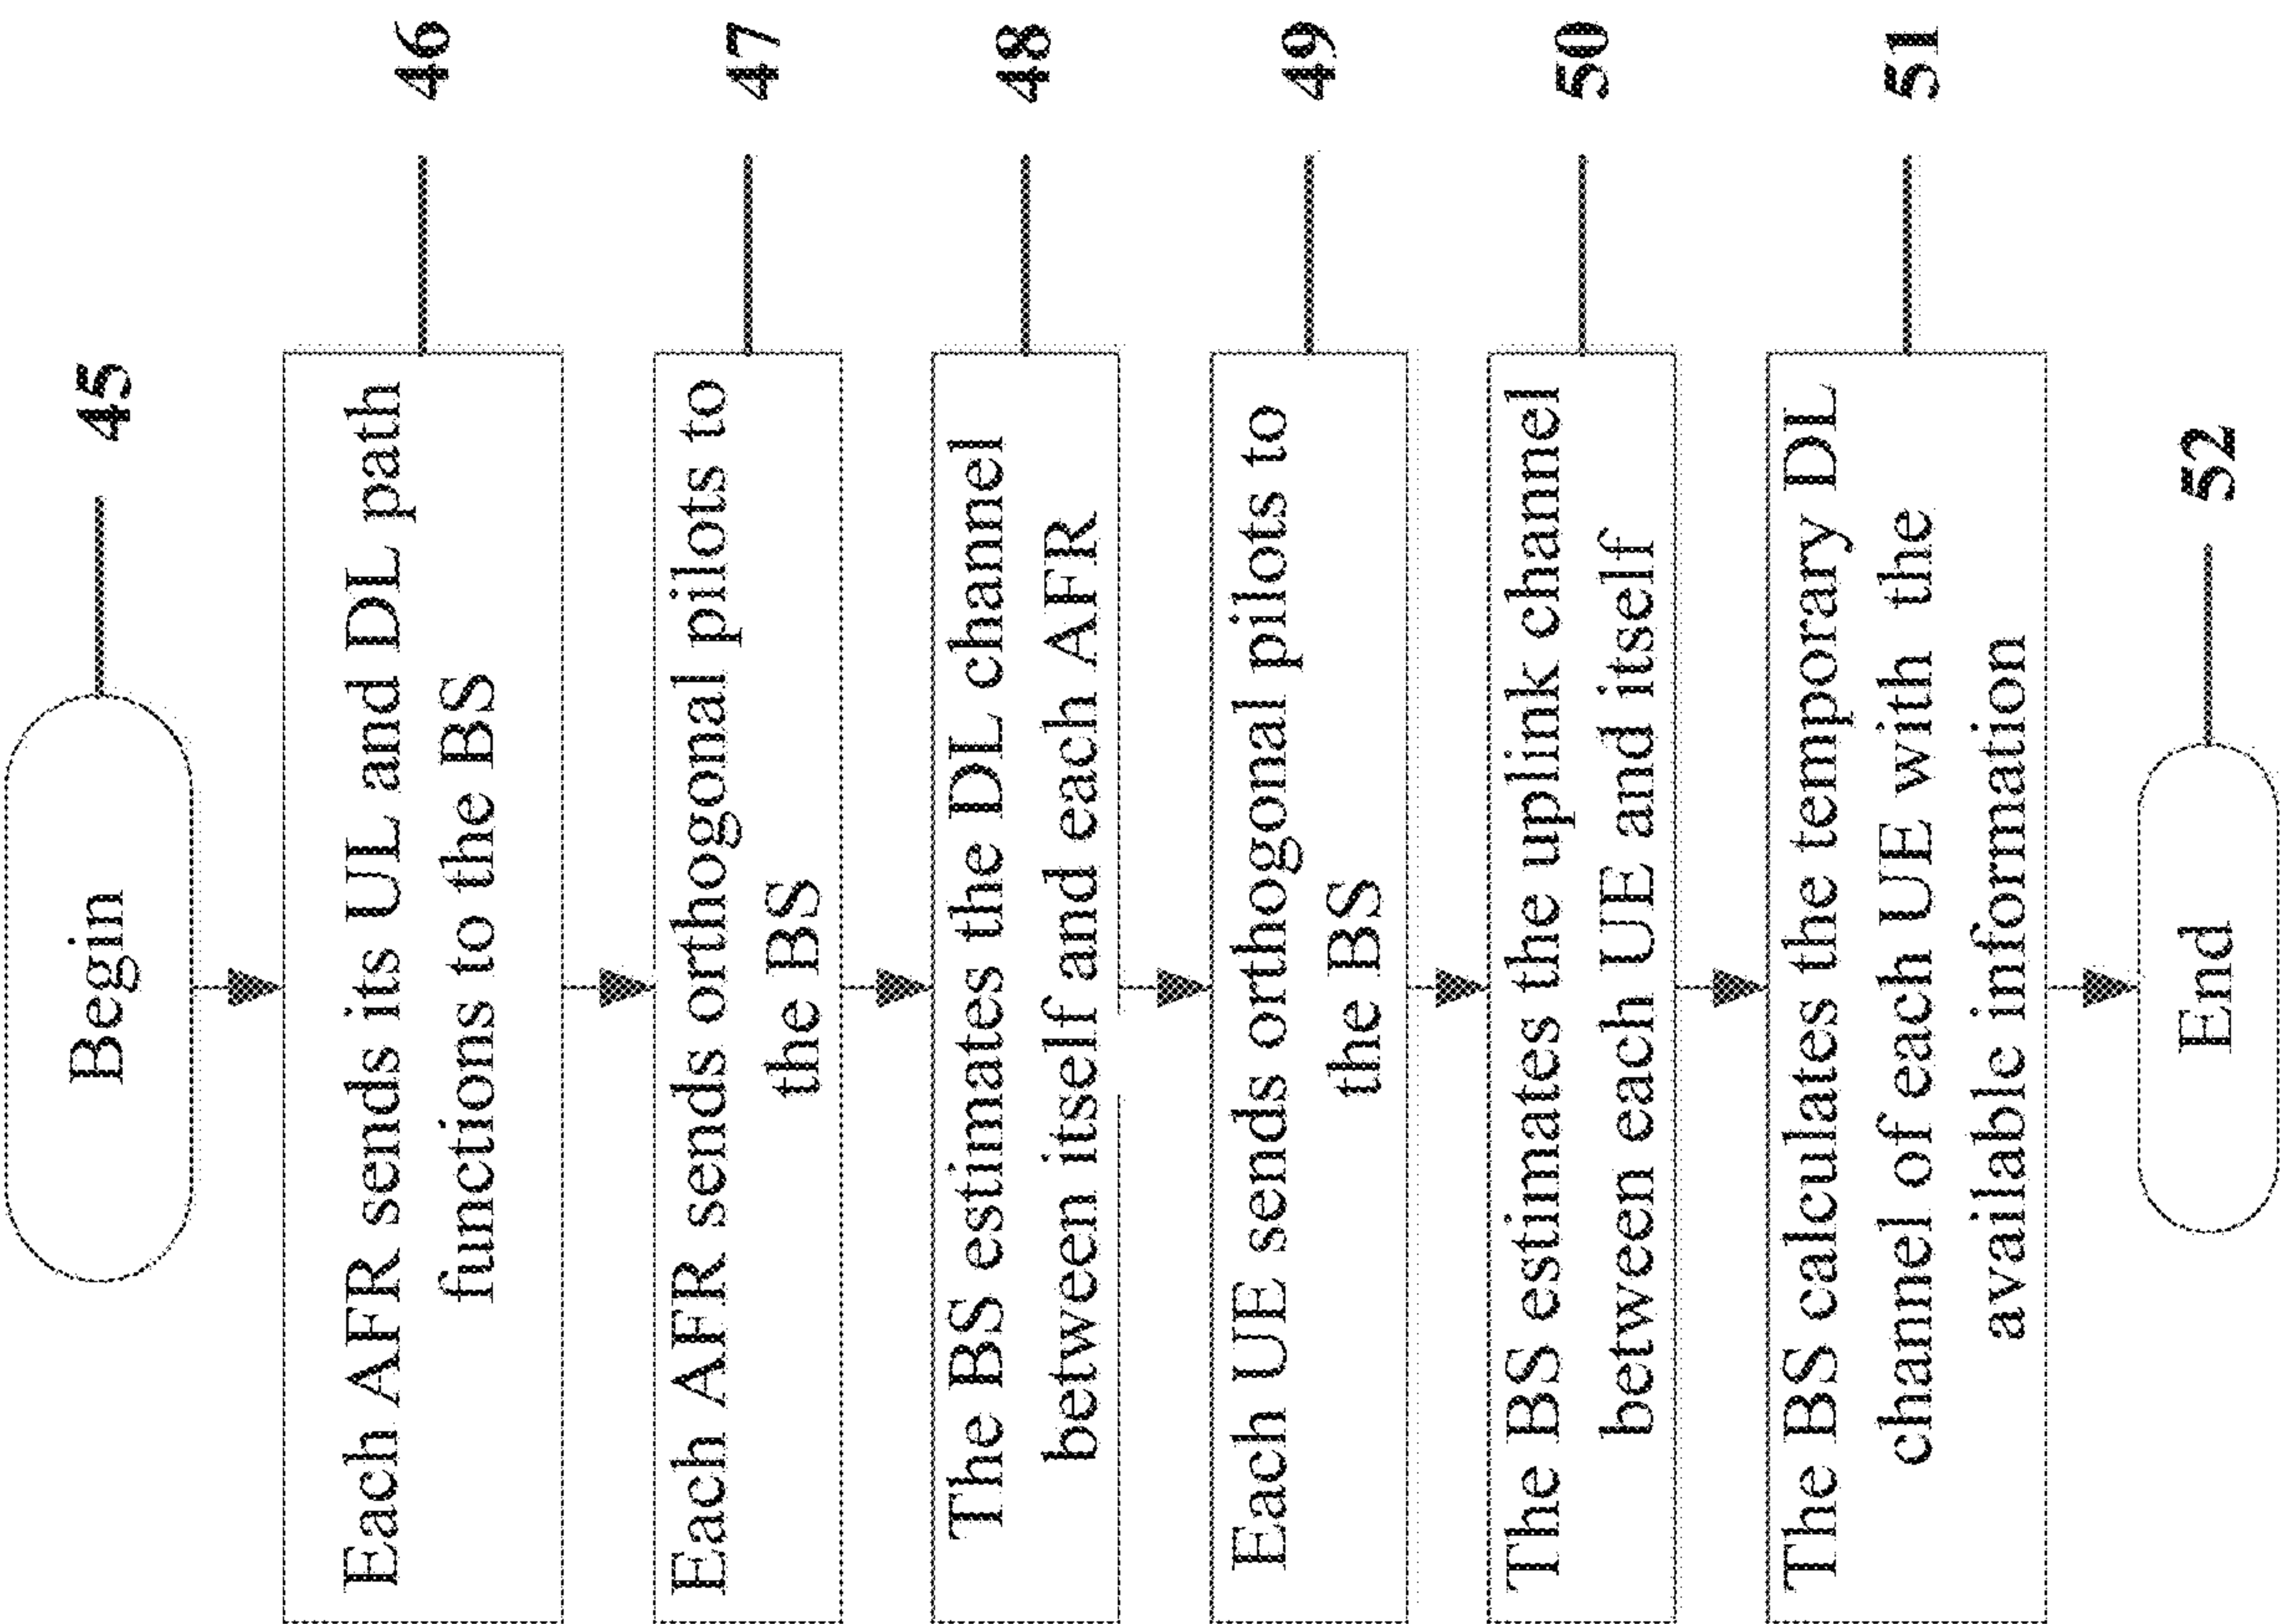 Begin
45
Each AFR sends its UL and DL path
functions to the BS
46
Each AFR sends orthogonal pilots to
the BS
47
The BS estimates the DL channel
between itself and each AFR
48
Each UE sends orthogonal pilots to
the BS
49
The BS estimates the uplink channel
between each UE and itself
50
The BS calculates the temporary DL
channel of each UE with the
available information
51
End
52